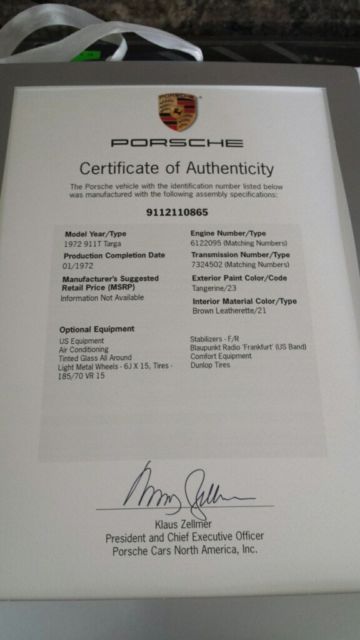 PORSCHE
Certificate of Authenticity
The Porsche vehicle with the identification number listed below
was manufactured with the following assembly specifications:
9112110865
Model Year/Type
1972 911T Targa
Production Completion Date
01/1972
Manufacturer's Suggested
Retail Price (MSRP)
Information Not Available
Engine Number/Type
6122095 (Matching Numbers)
Transmission Number/Type
7324502 (Matching Numbers)
Exterior Paint Color/Code
Tangerine/23
Interior Material Color/Type
Brown Leatherette/21
Optional Equipment
US Equipment
Air Conditioning
Tinted Glass All Around
Light Metal Wheels - 6J X 15, Tires -
185/70 VR 15
Stabilizers - F/R
Blaupunkt Radio 'Frankfurt' (US Band)
Comfort Equipment
Dunlop Tires
Klaus Zellmer
President and Chief Executive Officer
Porsche Cars North America, Inc.